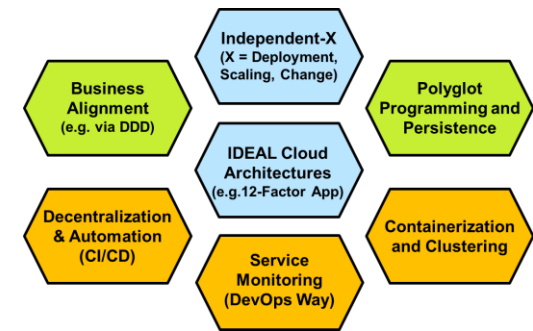 Independent-X
(X = Deployment,
Scaling, Change)
Business
Alignment
(e.g. via DDD)
Polyglot
Programming and
Persistence
IDEAL Cloud
Architectures
(e.g.12-Factor App)
Decentralization
& Automation
(CI/CD)
Containerization
and Clustering
Service
Monitoring
(DevOps Way)